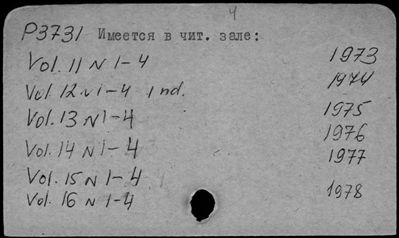 4
P3731 Имеется в чит. зале:
Vol. 11 N 1-4 1973
Vol. 12 N 1-4 Ind. 1974
Vol. 13 N 1-4 1975
Vol. 14 N 1-4 1976
1977
Vol. 15 N 1-4
Vol. 16 N 1-4 1978